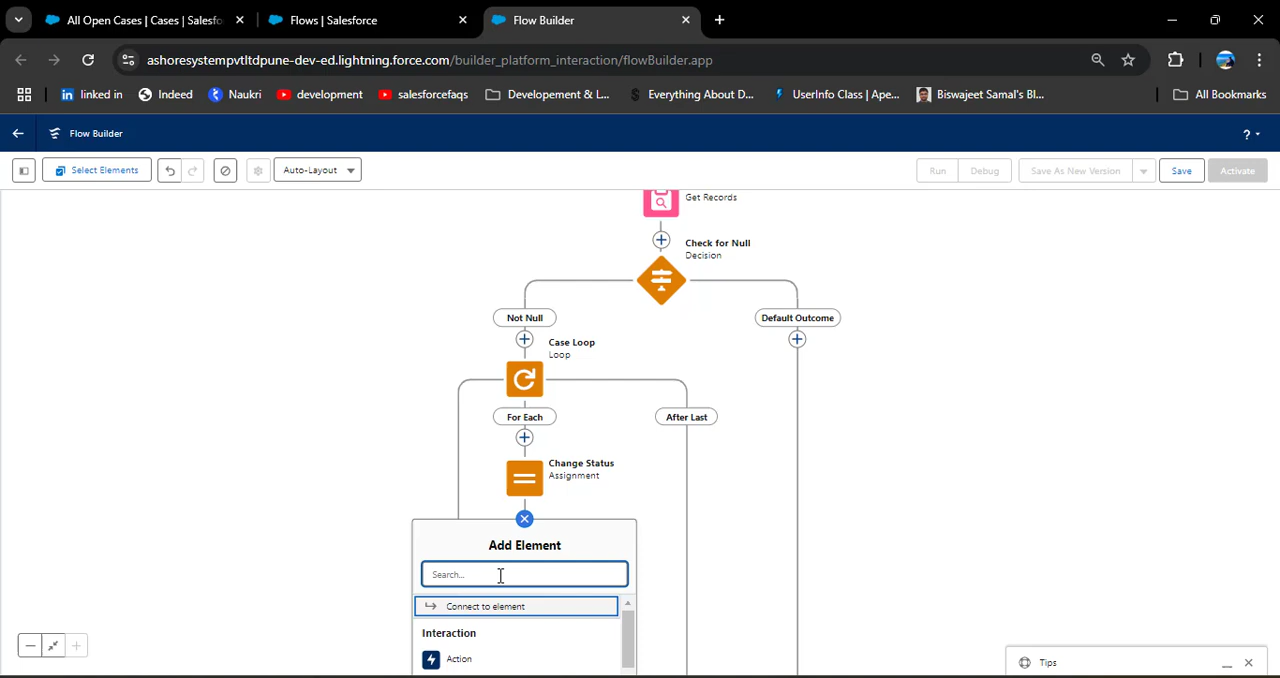 All Open Cases | Cases | Salesfo
Flows | Salesforce
Flow Builder
ashoresystempvtltdpune-dev-ed.lightning.force.com/builder_platform_interaction/flowBuilder.app
linked in
Indeed
Naukri
development
salesforcefaqs
Developement & L...
Everything About D...
UserInfo Class | Ape...
Biswajeet Samal's Bl...
All Bookmarks
Flow Builder
?
Select Elements
Auto-Layout
Run
Debug
Save As New Version
Save
Activate
Get Records
Check for Null
Decision
Not Null
Default Outcome
Case Loop
Loop
For Each
After Last
Change Status
Assignment
Add Element
Search...
Connect to element
Interaction
Action
Tips